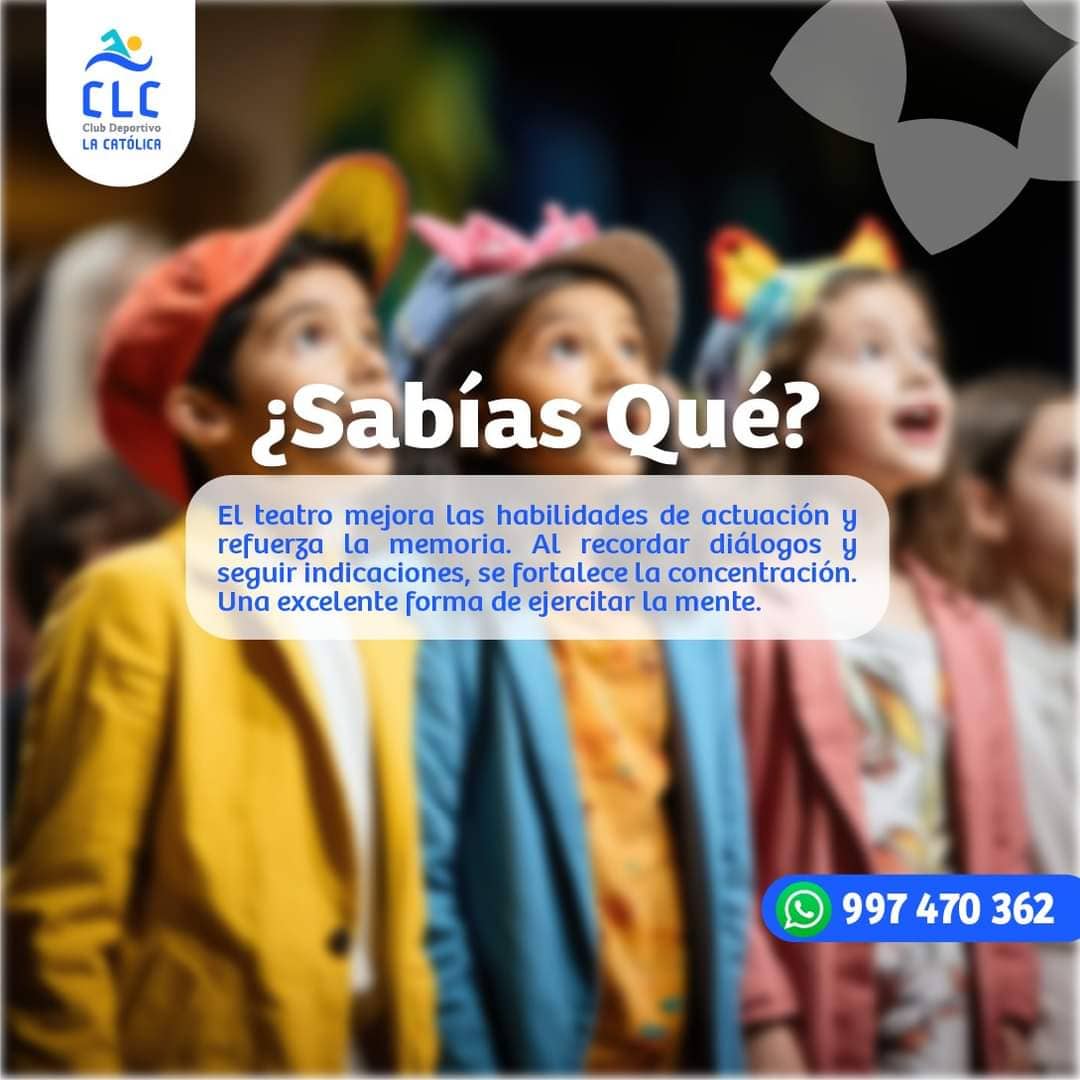 CLC
Club Deportivo
LA CATÓLICA
¿Sabías Qué?
El teatro mejora las habilidades de actuación y
refuerza la memoria. Al recordar diálogos y
seguir indicaciones, se fortalece la concentración.
Una excelente forma de ejercitar la mente.
997 470 362